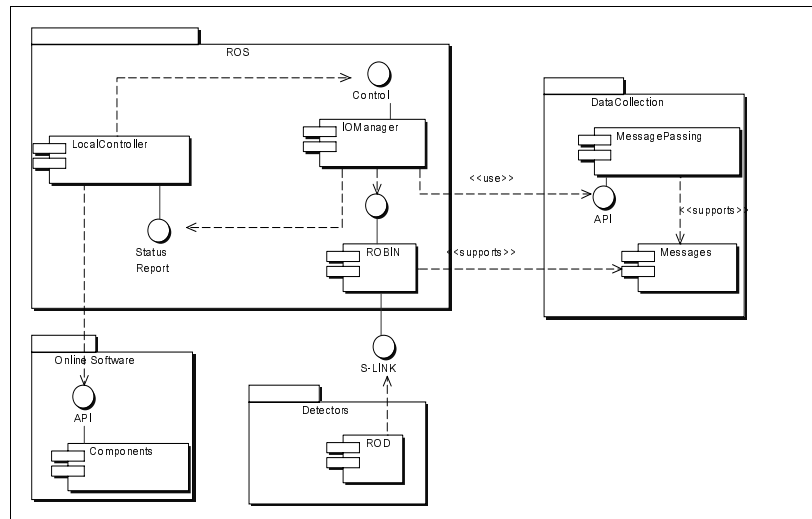 ROS
Control
LocalController
IOManager
Status
Report
ROBIN
<<use>>
<<supports>>
DataCollection
MessagePassing
API
<<supports>>
Messages
S-LINK
Online Software
API
Components
Detectors
ROD